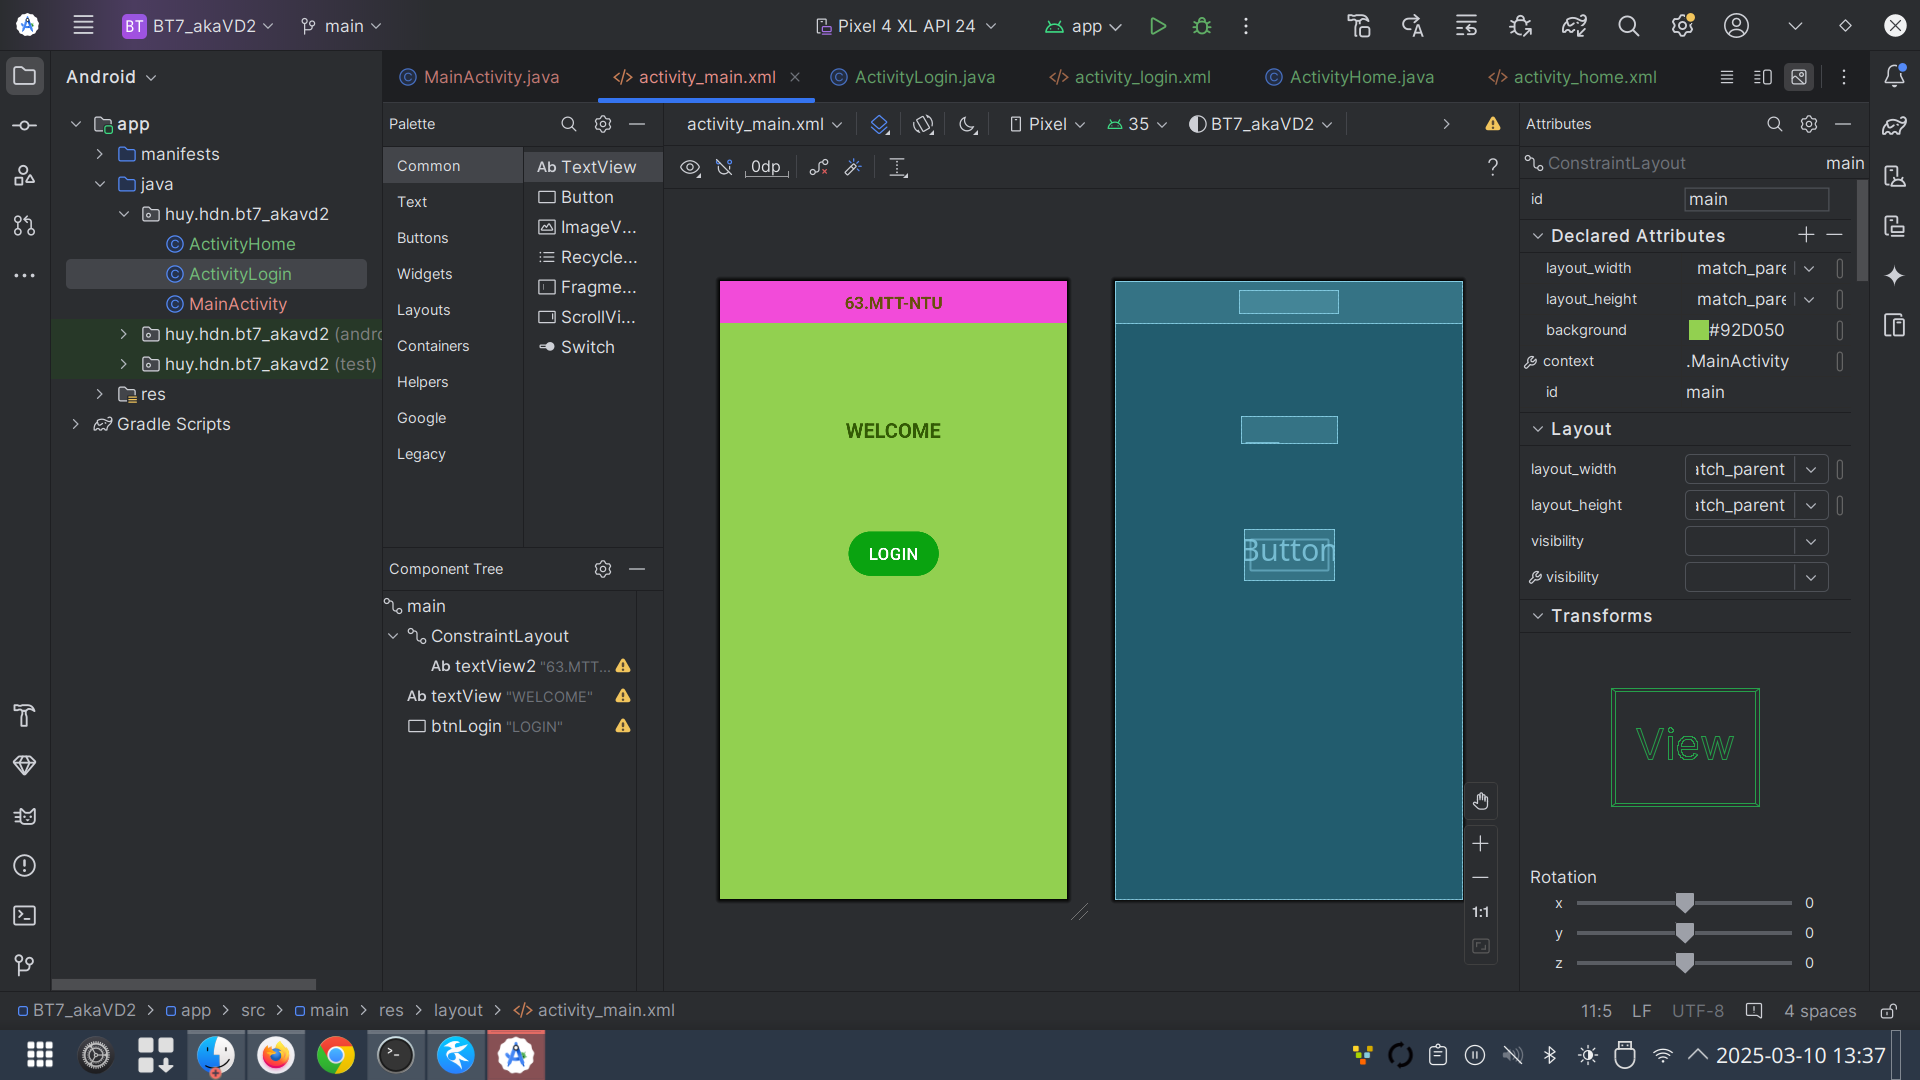 BT BT7_akaVD2 main Pixel 4 XL API 24 app
Android
MainActivity.java activity_main.xml ActivityLogin.java activity_login.xml ActivityHome.java activity_home.xml
app
manifests
java
huy.hdn.bt7_akavd2
ActivityHome
ActivityLogin
MainActivity
huy.hdn.bt7_akavd2 (andro
huy.hdn.bt7_akavd2 (test)
res
Gradle Scripts
Palette
Common
Text
Buttons
Widgets
Layouts
Containers
Helpers
Google
Legacy
Ab TextView
Button
ImageV...
Recycle...
Fragme...
ScrollVi...
Switch
Component Tree
main
ConstraintLayout
Ab textView2 "63.MTT...
Ab textView "WELCOME"
btnLogin "LOGIN"
activity_main.xml Pixel 35 BT7_akaVD2
0dp ?
63.MTT-NTU
WELCOME
LOGIN
Button
1:1
Attributes
ConstraintLayout main
id main
Declared Attributes
layout_width match_pare
layout_height match_pare
background #92D050
context .MainActivity
id main
Layout
layout_width atch_parent
layout_height atch_parent
visibility
visibility
Transforms
View
Rotation
x 0
y 0
z 0
BT7_akaVD2 > app > src > main > res > layout > activity_main.xml
11:5 LF UTF-8 4 spaces
2025-03-10 13:37